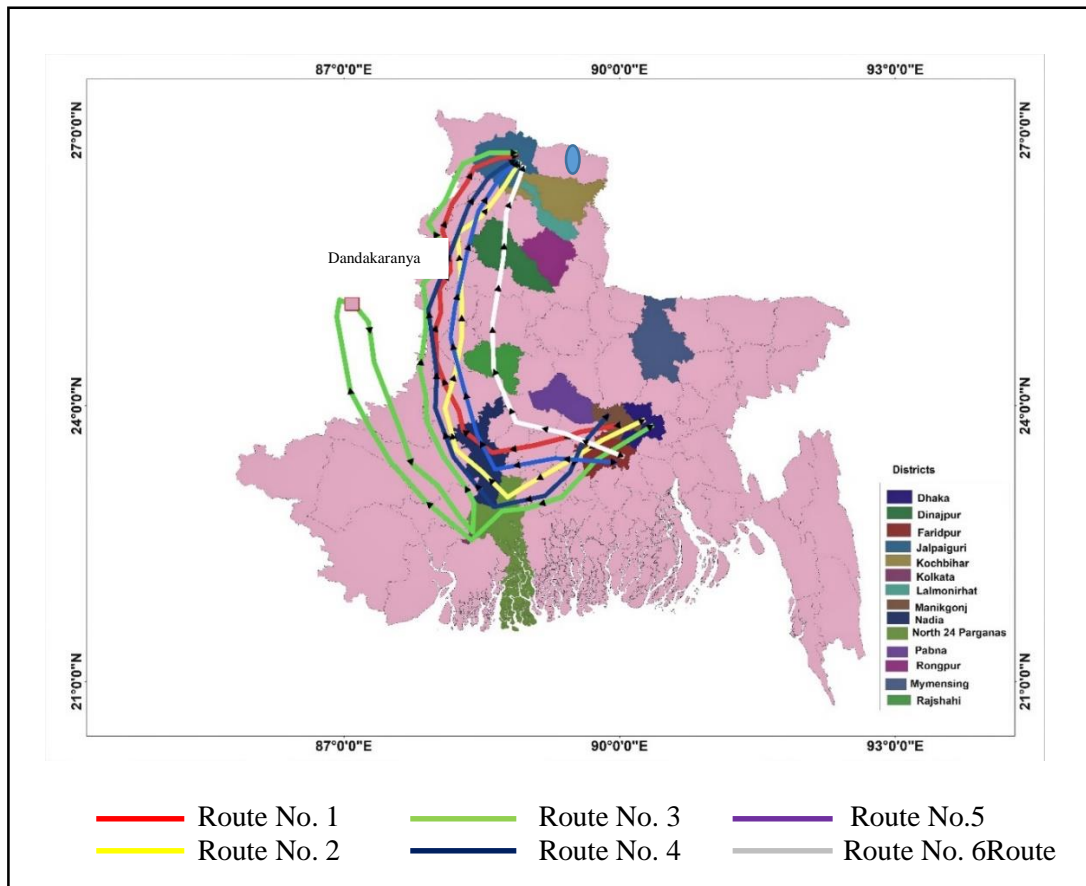 87°0'0"E 90°0'0"E 93°0'0"E
27°0'0"N 27°0'0"N
Dandakaranya
24°0'0"N 24°0'0"N
Districts
Dhaka
Dinajpur
Faridpur
Jalpaiguri
Kochbihar
Kolkata
Lalmonirhat
Manikgonj
Nadia
North 24 Parganas
Pabna
Rongpur
Mymensing
Rajshahi
21°0'0"N 21°0'0"N
87°0'0"E 90°0'0"E 93°0'0"E
Route No. 1 Route No. 3 Route No.5
Route No. 2 Route No. 4 Route No. 6Route